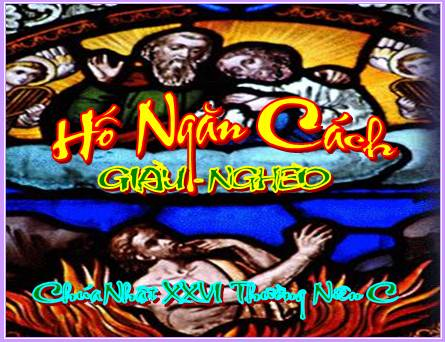 Hố Ngăn Cách
GIÀU - NGHÈO
Chúa Nhật XXVI Thường Niên C